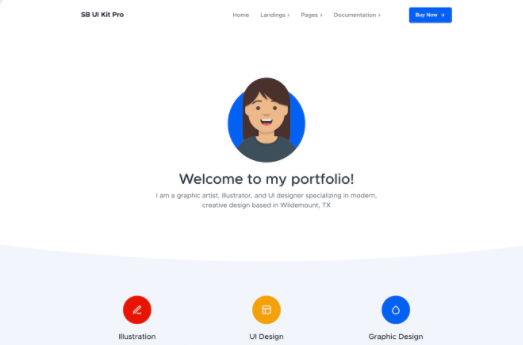 SB UI Kit Pro
Home Landings Pages Documentation Buy Now
Welcome to my portfolio!
I am a graphic artist, illustrator, and UI designer specializing in modern,
creative design based in Wildemount, TX
Illustration UI Design Graphic Design